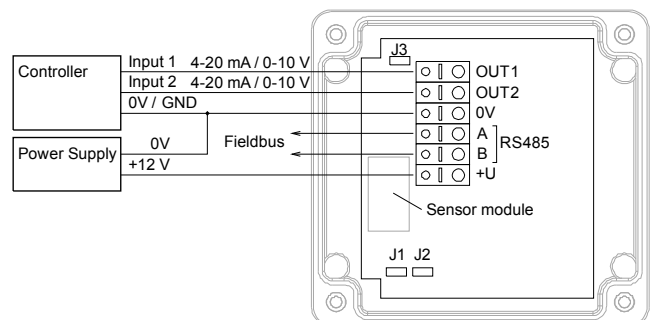 J3
Controller
Input 1 4-20 mA / 0-10 V
Input 2 4-20 mA / 0-10 V
0V / GND
OUT1
OUT2
0V
A
B
RS485
+U
Fieldbus
Power Supply
0V
+12 V
Sensor module
J1 J2